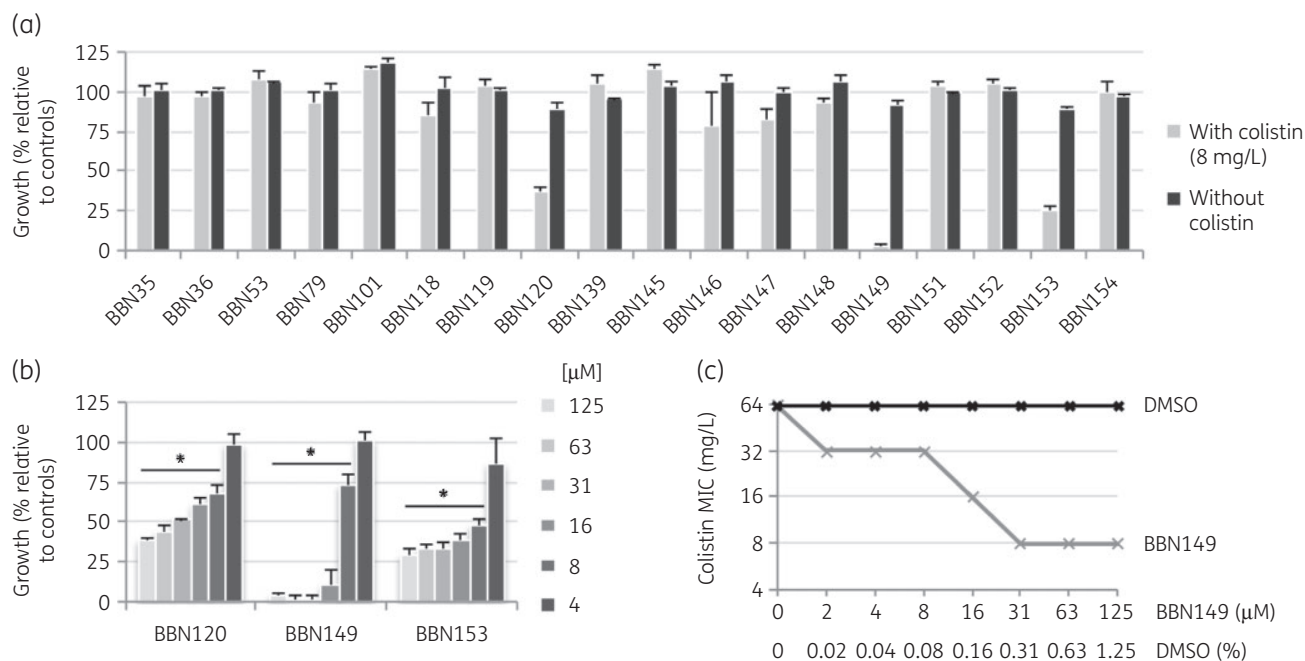 (a)
Growth (% relative
to controls)
125
100
75
50
25
0
BBN35
BBN36
BBN53
BBN79
BBN101
BBN118
BBN119
BBN120
BBN139
BBN145
BBN146
BBN147
BBN148
BBN149
BBN151
BBN152
BBN153
BBN154
With colistin
(8 mg/L)
Without
colistin
(b)
Growth (% relative
to controls)
125
100
75
50
25
0
*
*
*
BBN120
BBN149
BBN153
[μM]
125
63
31
16
8
4
(c)
Colistin MIC (mg/L)
64
32
16
8
4
DMSO
BBN149
0 2 4 8 16 31 63 125 BBN149 (μM)
0 0.02 0.04 0.08 0.16 0.31 0.63 1.25 DMSO (%)